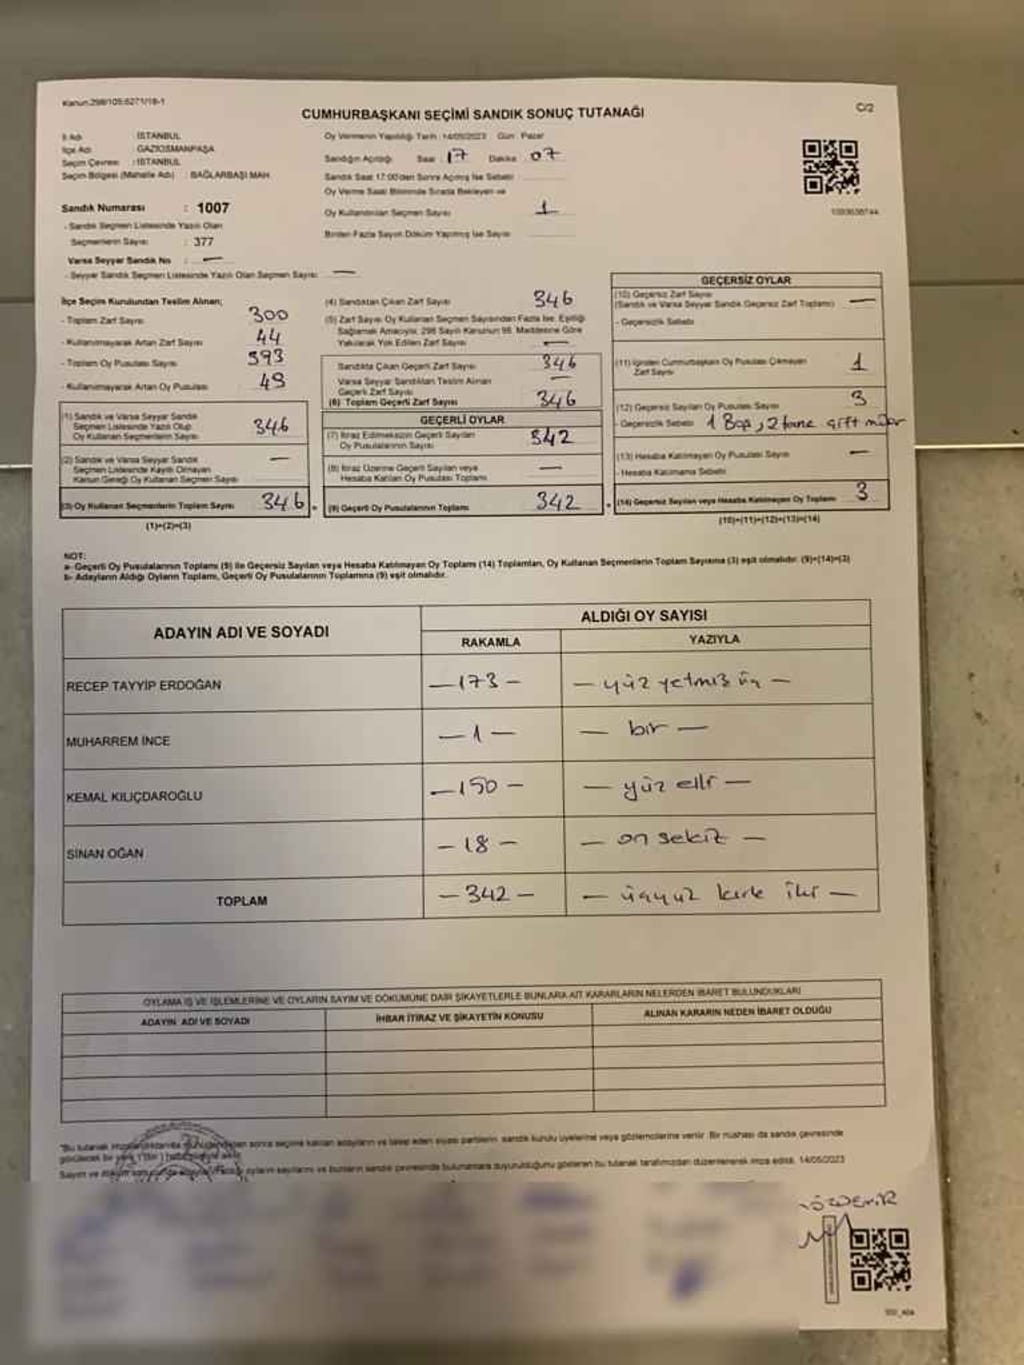 Kanun:298/105;6271/18-1
C/2
CUMHURBAŞKANI SEÇİMİ SANDIK SONUÇ TUTANAĞI
İl Adı : İSTANBUL
İlçe Adı : GAZİOSMANPAŞA
Seçim Çevresi : İSTANBUL
Seçim Bölgesi (Mahalle Adı) : BAĞLARBAŞI MAH.
Sandık Numarası : 1007
- Sandık Seçmen Listesinde Yazılı Olan
Seçmenlerin Sayısı : 377
Varsa Seyyar Sandık No : —
- Seyyar Sandık Seçmen Listesinde Yazılı Olan Seçmen Sayısı: —
Oy Vermenin Yapıldığı Tarih: 14/05/2023 Gün: Pazar
Sandığın Açıldığı Saat 17 Dakika 07
Sandık Saat 17:00'den Sonra Açılmış İse Sebebi
Oy Verme Saati Bitiminde Sırada Bekleyen ve
Oy Kullandırılan Seçmen Sayısı 1
Birden Fazla Sayım Döküm Yapılmış İse Sayısı
İlçe Seçim Kurulundan Teslim Alınan;
- Toplam Zarf Sayısı 300
- Kullanılmayarak Artan Zarf Sayısı 44
- Toplam Oy Pusulası Sayısı 393
- Kullanılmayarak Artan Oy Pusulası 49
(1) Sandık ve Varsa Seyyar Sandık
Seçmen Listesinde Yazılı Olup
Oy Kullanan Seçmenlerin Sayısı 346
(2) Sandık ve Varsa Seyyar Sandık
Seçmen Listesinde Kayıtlı Olmayan
Kanun Gereği Oy Kullanan Seçmen Sayısı —
(3) Oy Kullanan Seçmenlerin Toplam Sayısı 346
(1)+(2)=(3)
(4) Sandıktan Çıkan Zarf Sayısı 346
(5) Zarf Sayısı Oy Kullanan Seçmen Sayısından Fazla İse, Eşitliği
Sağlamak Amacıyla; 298 Sayılı Kanunun 98. Maddesine Göre
Yakılarak Yok Edilen Zarf Sayısı —
Sandıkta Çıkan Geçerli Zarf Sayısı 346
Varsa Seyyar Sandıktan Teslim Alınan
Geçerli Zarf Sayısı —
(6) Toplam Geçerli Zarf Sayısı 346
GEÇERLİ OYLAR
(7) İtiraz Edilmeksizin Geçerli Sayılan
Oy Pusulasının Sayısı 342
(8) İtiraz Üzerine Geçerli Sayılan veya
Hesaba Katılan Oy Pusulası Toplamı —
(9) Geçerli Oy Pusulalarının Toplamı 342
GEÇERSİZ OYLAR
(10) Geçersiz Zarf Sayısı
(Sandık ve Varsa Seyyar Sandık Geçersiz Zarf Toplamı) —
- Geçersizlik Sebebi
(11) İçinden Cumhurbaşkanı Oy Pusulası Çıkmayan
Zarf Sayısı 1
(12) Geçersiz Sayılan Oy Pusulası Sayısı 3
- Geçersizlik Sebebi 1 Boş, 2 tane çift mühür
(13) Hesaba Katılmayan Oy Pusulası Sayısı —
- Hesaba Katılmama Sebebi
(14) Geçersiz Sayılan veya Hesaba Katılmayan Oy Toplamı 3
(10)+(11)+(12)+(13)=(14)
NOT:
a- Geçerli Oy Pusulalarının Toplamı (9) ile Geçersiz Sayılan veya Hesaba Katılmayan Oy Toplamı (14) Toplamları, Oy Kullanan Seçmenlerin Toplam Sayısına (3) eşit olmalıdır. (9)+(14)=(3)
b- Adayların Aldığı Oyların Toplamı, Geçerli Oy Pusulalarının Toplamına (9) eşit olmalıdır.
ADAYIN ADI VE SOYADI
ALDIĞI OY SAYISI
RAKAMLA YAZIYLA
RECEP TAYYİP ERDOĞAN —173— — yüz yetmiş üç —
MUHARREM İNCE —1— — bir —
KEMAL KILIÇDAROĞLU —150— — yüz elli —
SİNAN OĞAN —18— — on sekiz —
TOPLAM —342— — üçyüz kırk iki —
OYLAMA İŞ VE İŞLEMLERİNE VE OYLARIN SAYIM VE DÖKÜMÜNE DAİR ŞİKAYETLERLE BUNLARA AİT KARARLARIN NELERDEN İBARET BULUNDUKLARI
ADAYIN ADI VE SOYADI İHBAR İTİRAZ VE ŞİKAYETİN KONUSU ALINAN KARARIN NEDEN İBARET OLDUĞU
sonra seçime katılan adayların ve talep eden siyasi partilerin, sandık kurulu üyelerine veya gözlemcilerine verilir. Bir nüshası da sandık çevresinde
oyların sayılarını ve bunların sandık çevresinde bulunanlara duyurulduğunu gösteren bu tutanak tarafımızdan düzenlenerek imza edildi. 14/05/2023
ÖZDEMİR